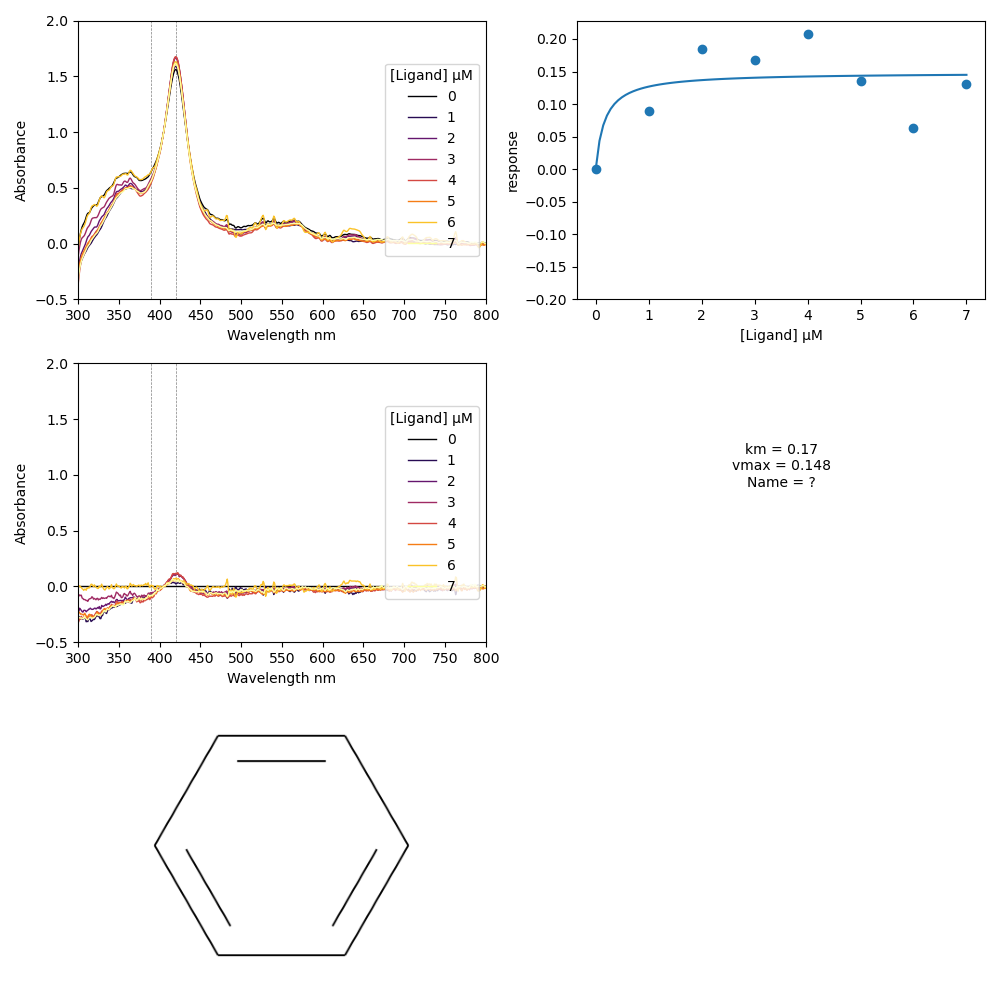 2.0
1.5
1.0
0.5
0.0
−0.5
Absorbance
300 350 400 450 500 550 600 650 700 750 800
Wavelength nm
[Ligand] µM
0
1
2
3
4
5
6
7
0.20
0.15
0.10
0.05
0.00
−0.05
−0.10
−0.15
−0.20
response
0 1 2 3 4 5 6 7
[Ligand] µM
2.0
1.5
1.0
0.5
0.0
−0.5
Absorbance
300 350 400 450 500 550 600 650 700 750 800
Wavelength nm
[Ligand] µM
0
1
2
3
4
5
6
7
km = 0.17
vmax = 0.148
Name = ?